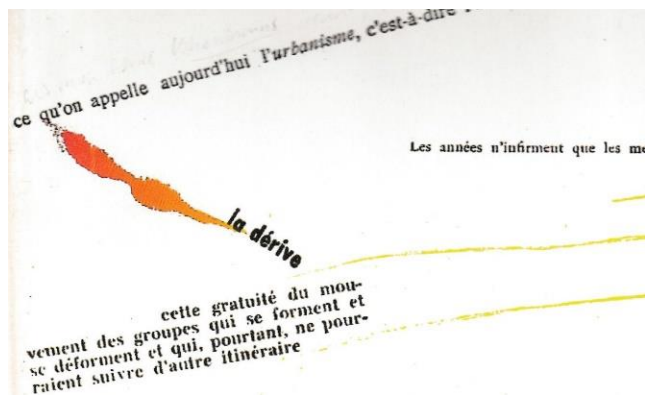 ce qu'on appelle aujourd'hui l'urbanisme, c'est-à-dire
Les années n'infirment que les
la dérive
cette gratuité du mou-
vement des groupes qui se forment et
se déforment et qui, pourtant, ne pour-
raient suivre d'autre itinéraire